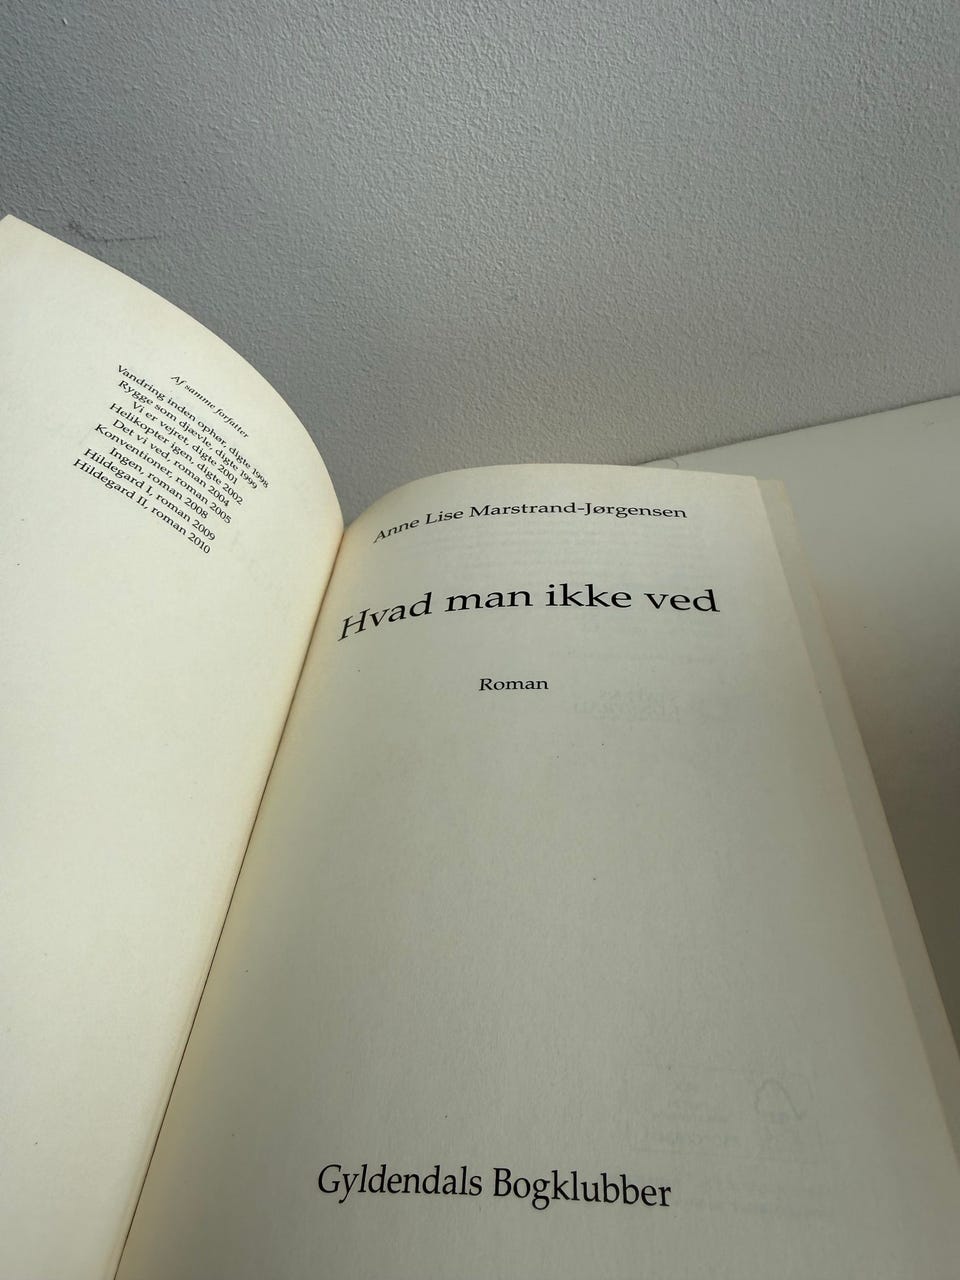 Af samme forfatter
Vandring inden ophør, digte 1998
Rygge som djævle, digte 1999
Vi er vejret, digte 2001
Helikopter igen, digte 2002
Det vi ved, roman 2004
Konventioner, roman 2005
Ingen, roman 2008
Hildegard I, roman 2009
Hildegard II, roman 2010
Anne Lise Marstrand-Jørgensen
Hvad man ikke ved
Roman
Gyldendals Bogklubber